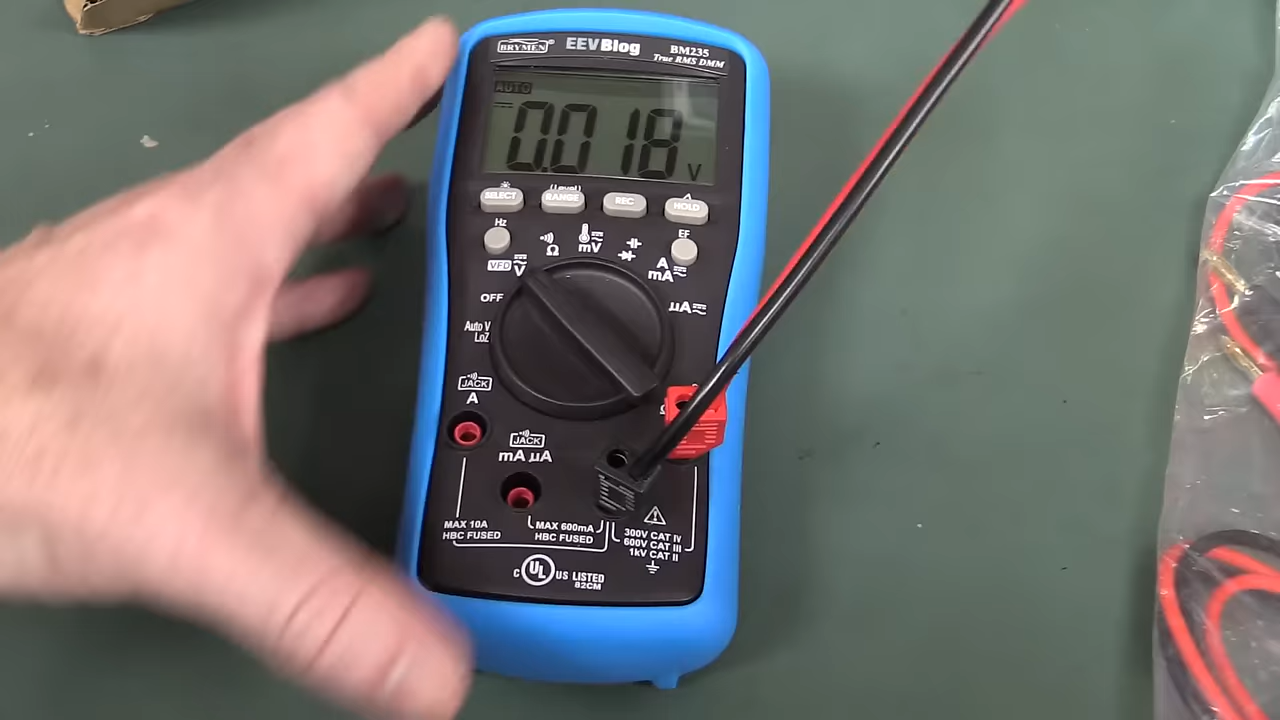 BRYMEN®
EEVBlog
BM235
True RMS DMM
AUTO
0.018 V
SELECT
(Level)
RANGE
REC
HOLD
Hz
EF
VFD V
Ω
mV
A
mA
µA
OFF
Auto V
LoZ
JACK
A
JACK
mA µA
MAX 10A
HBC FUSED
MAX 600mA
HBC FUSED
300V CAT IV
600V CAT III
1kV CAT II
C UL US LISTED
82CM